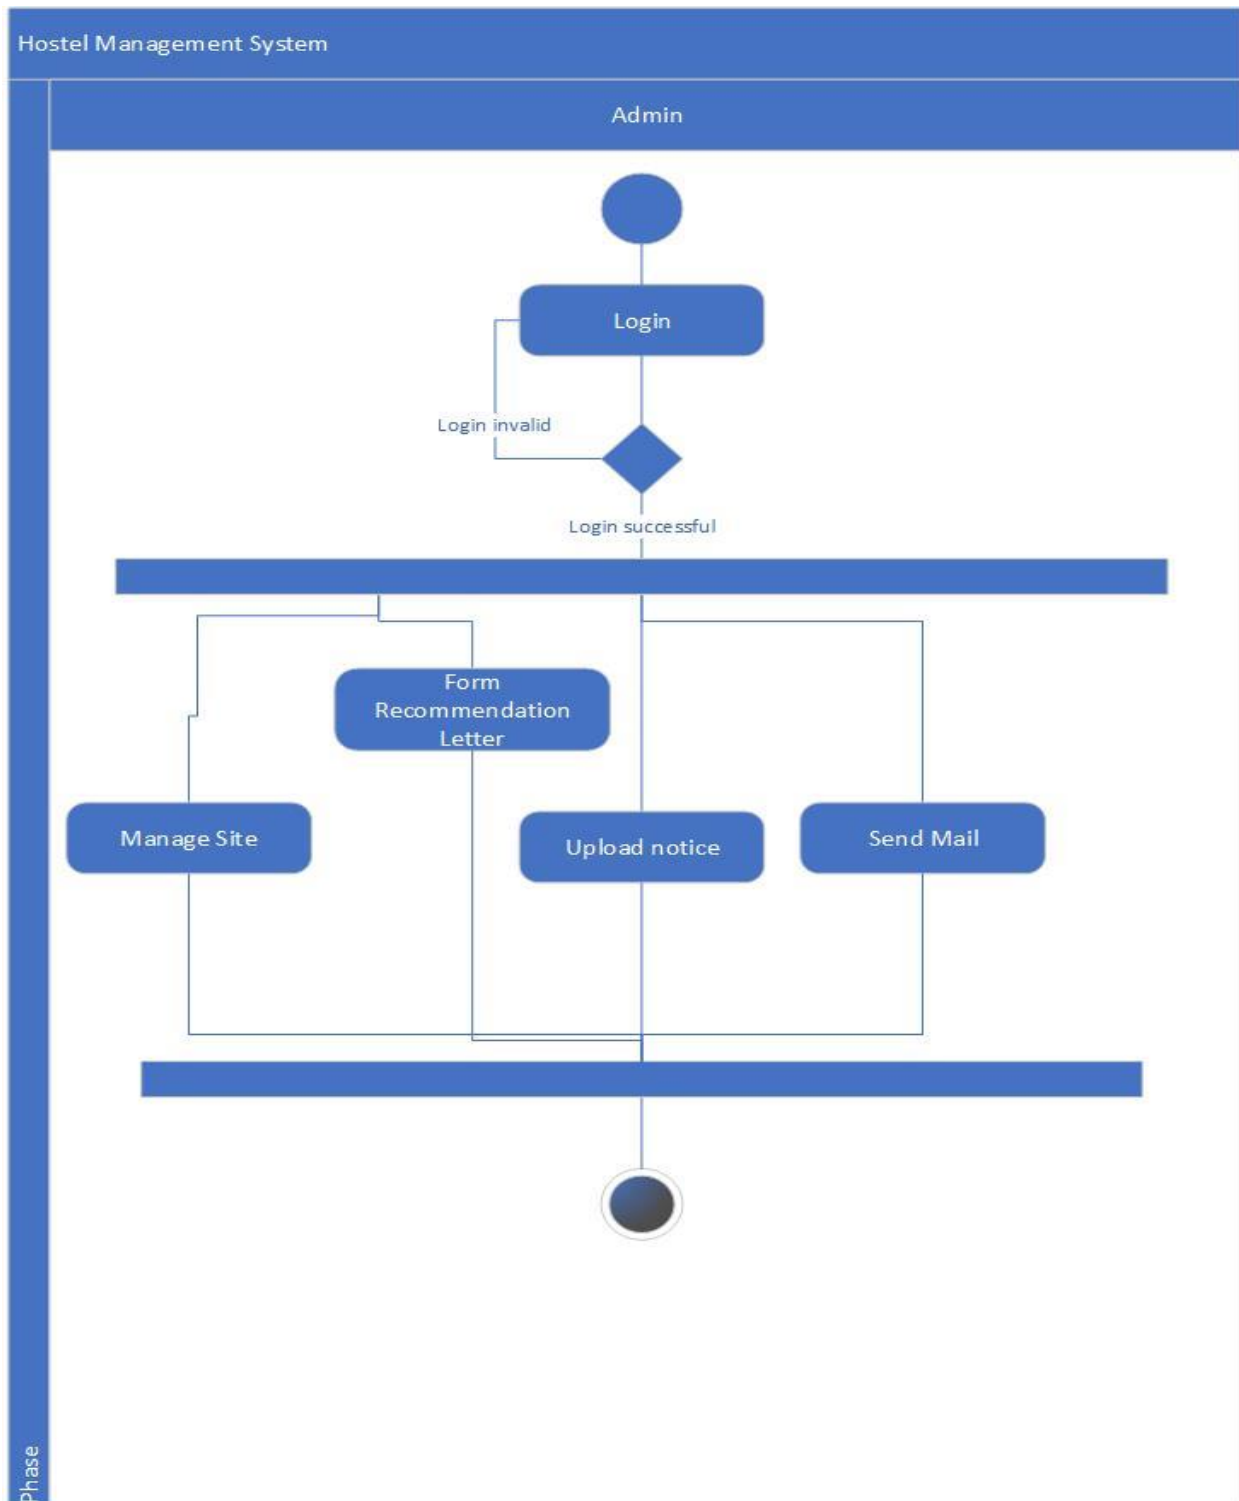 Hostel Management System
Admin
Login
Login invalid
Login successful
Form
Recommendation
Letter
Manage Site
Upload notice
Send Mail
Phase